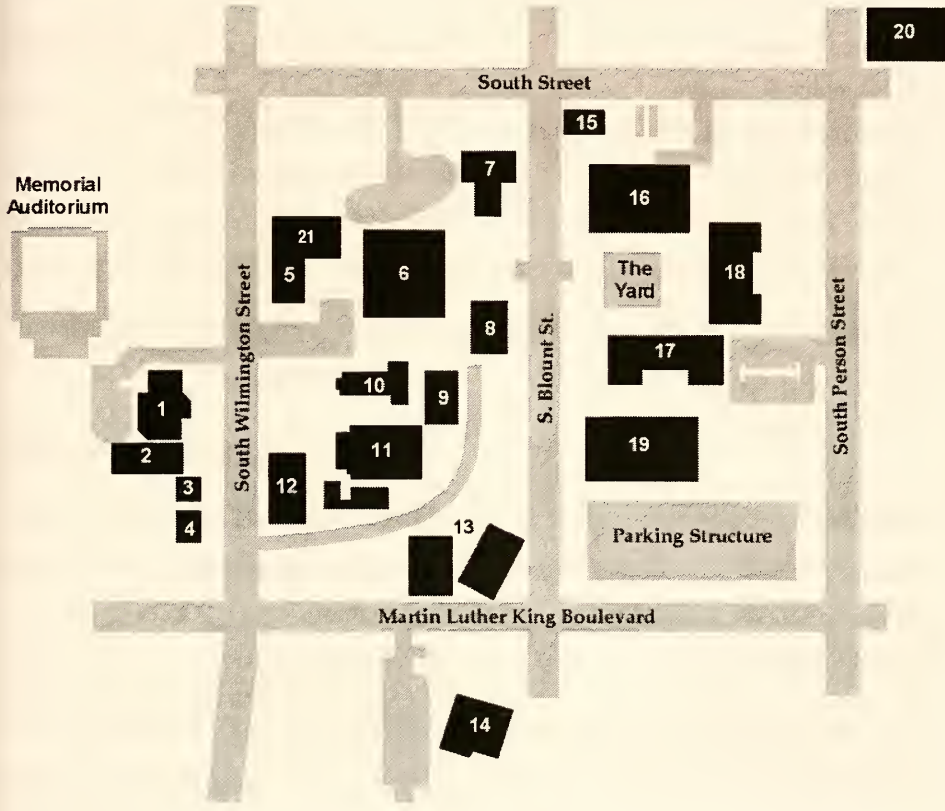 20
South Street
15
7
16
Memorial
Auditorium
21
5
6
The
Yard
18
8
17
10
9
1
11
19
2
12
3
4
13
Parking Structure
South Wilmington Street
S. Blount St.
South Person Street
Martin Luther King Boulevard
14